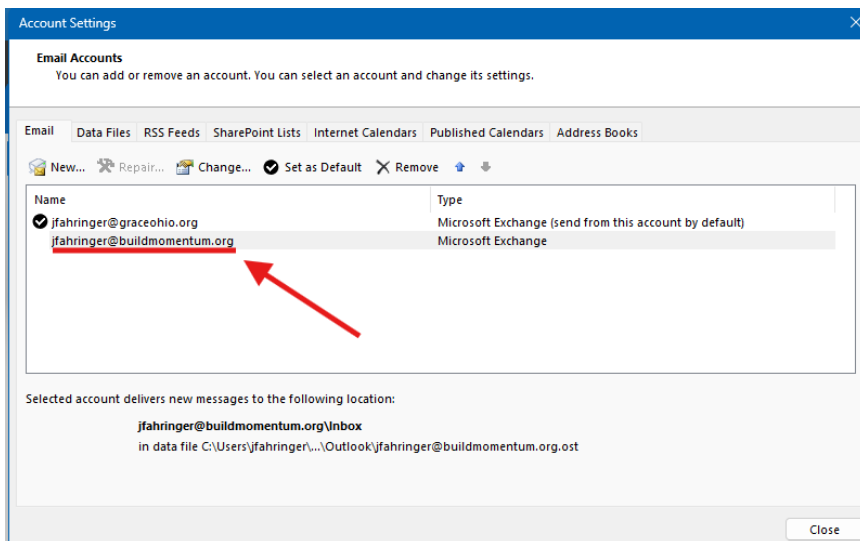 Account Settings
Email Accounts
You can add or remove an account. You can select an account and change its settings.
Email Data Files RSS Feeds SharePoint Lists Internet Calendars Published Calendars Address Books
New... Repair... Change... Set as Default Remove
Name Type
jfahringer@graceohio.org Microsoft Exchange (send from this account by default)
jfahringer@buildmomentum.org Microsoft Exchange
Selected account delivers new messages to the following location:
jfahringer@buildmomentum.org\Inbox
in data file C:\Users\jfahringer\...\Outlook\jfahringer@buildmomentum.org.ost
Close